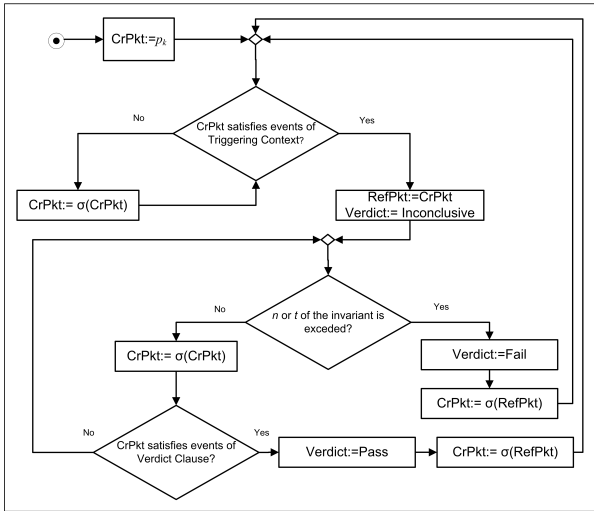 CrPkt:=pk
CrPkt satisfies events of
Triggering Context?
No
Yes
CrPkt:= σ(CrPkt)
RefPkt:=CrPkt
Verdict:= Inconclusive
n or t of the invariant is
exceded?
No
Yes
CrPkt:= σ(CrPkt)
Verdict:=Fail
CrPkt:= σ(RefPkt)
CrPkt satisfies events of
Verdict Clause?
No
Yes
Verdict:=Pass
CrPkt:= σ(RefPkt)